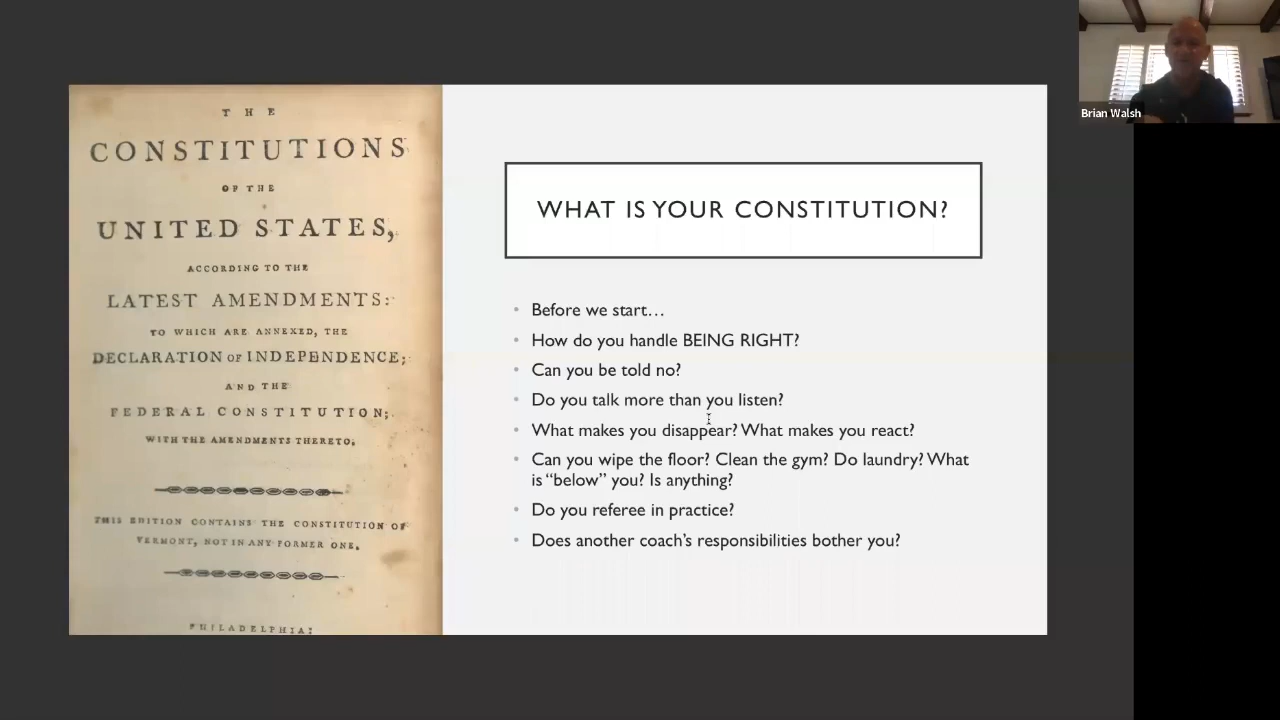 THE
CONSTITUTIONS
OF THE
UNITED STATES,
ACCORDING TO THE
LATEST AMENDMENTS:
TO WHICH ARE ANNEXED, THE
DECLARATION OF INDEPENDENCE;
AND THE
FEDERAL CONSTITUTION;
WITH THE AMENDMENTS THERETO.
THIS EDITION CONTAINS THE CONSTITUTION OF
VERMONT, NOT IN ANY FORMER ONE.
PHILADELPHIA:
WHAT IS YOUR CONSTITUTION?
• Before we start…
• How do you handle BEING RIGHT?
• Can you be told no?
• Do you talk more than you listen?
• What makes you disappear? What makes you react?
• Can you wipe the floor? Clean the gym? Do laundry? What
is “below” you? Is anything?
• Do you referee in practice?
• Does another coach’s responsibilities bother you?
Brian Walsh